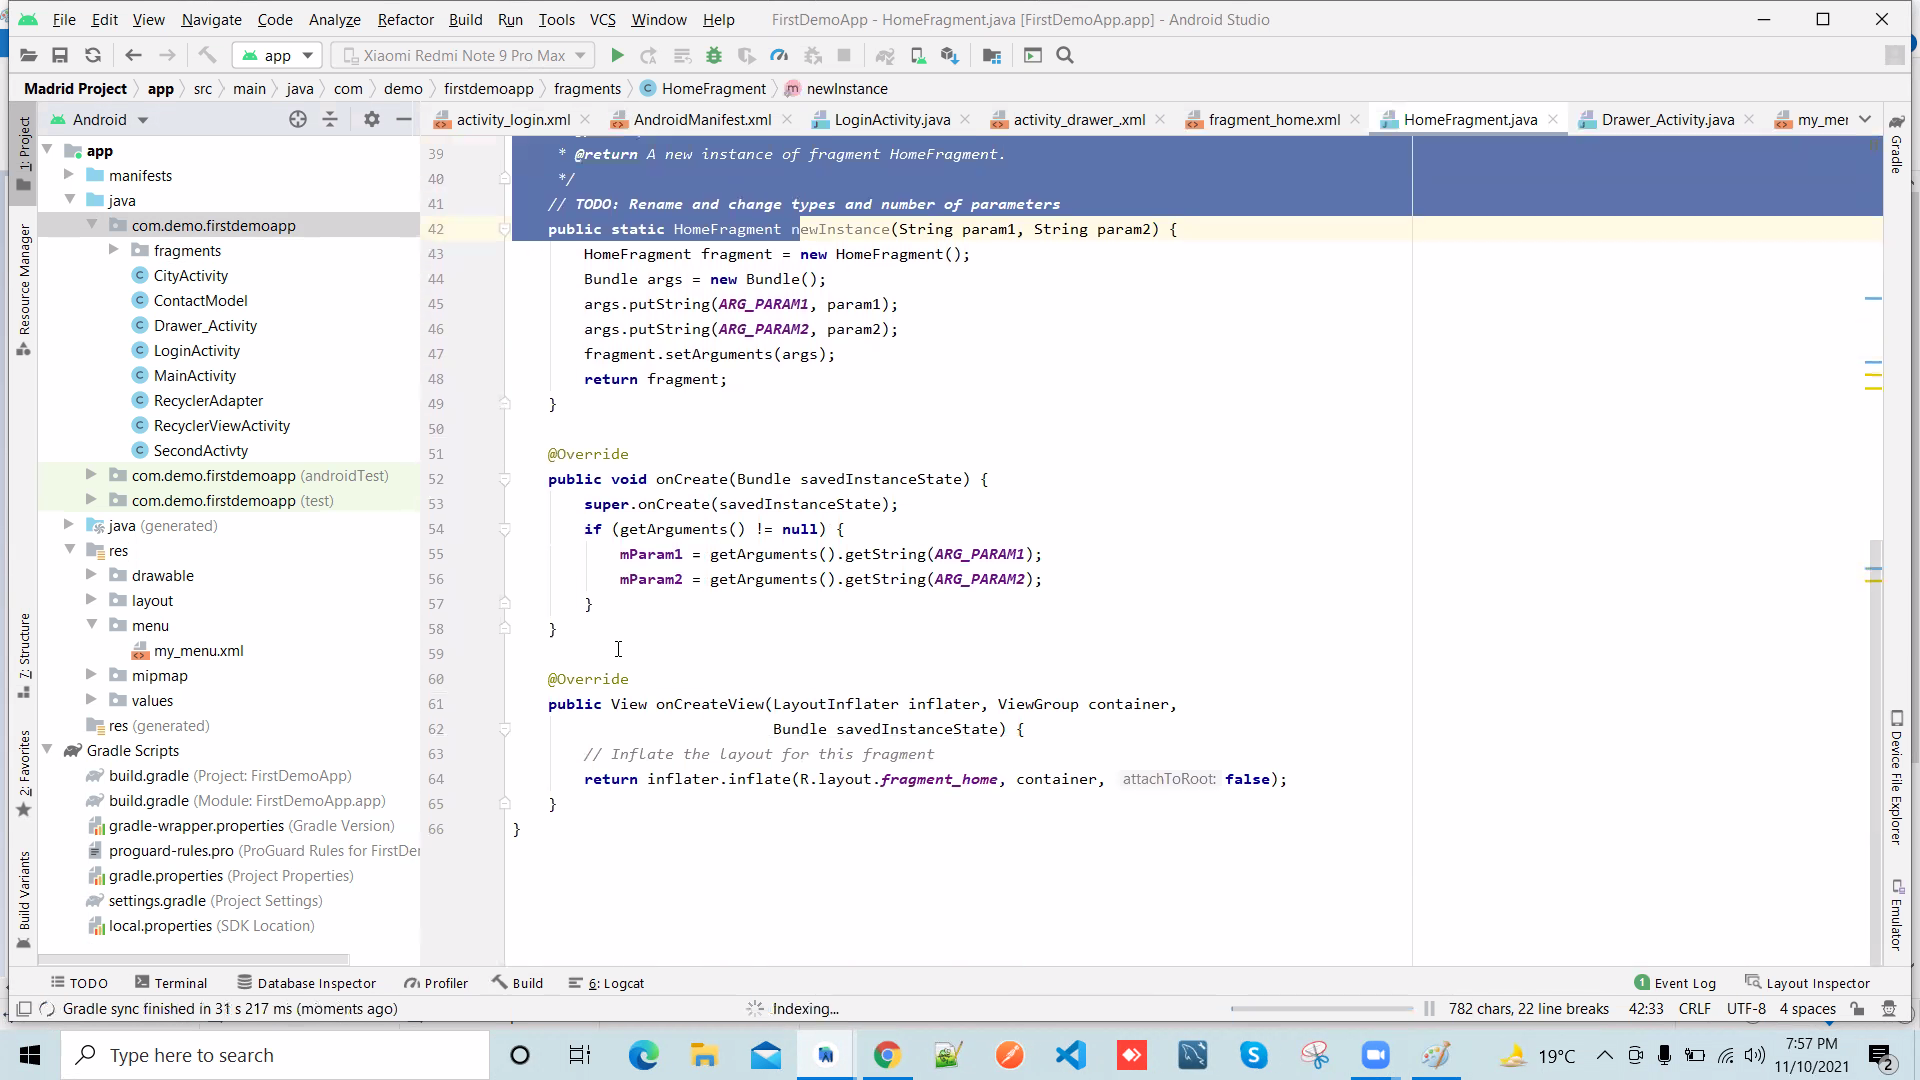 File Edit View Navigate Code Analyze Refactor Build Run Tools VCS Window Help FirstDemoApp - HomeFragment.java [FirstDemoApp.app] - Android Studio
app Xiaomi Redmi Note 9 Pro Max
Madrid Project app src main java com demo firstdemoapp fragments HomeFragment newInstance
Android activity_login.xml AndroidManifest.xml LoginActivity.java activity_drawer_.xml fragment_home.xml HomeFragment.java Drawer_Activity.java my_mer
1: Project
Resource Manager
7: Structure
2: Favorites
Build Variants
app
manifests
java
com.demo.firstdemoapp
fragments
CityActivity
ContactModel
Drawer_Activity
LoginActivity
MainActivity
RecyclerAdapter
RecyclerViewActivity
SecondActivty
com.demo.firstdemoapp (androidTest)
com.demo.firstdemoapp (test)
java (generated)
res
drawable
layout
menu
my_menu.xml
mipmap
values
res (generated)
Gradle Scripts
build.gradle (Project: FirstDemoApp)
build.gradle (Module: FirstDemoApp.app)
gradle-wrapper.properties (Gradle Version)
proguard-rules.pro (ProGuard Rules for FirstDer
gradle.properties (Project Properties)
settings.gradle (Project Settings)
local.properties (SDK Location)
39 * @return A new instance of fragment HomeFragment.
40 */
41 // TODO: Rename and change types and number of parameters
42 public static HomeFragment newInstance(String param1, String param2) {
43 HomeFragment fragment = new HomeFragment();
44 Bundle args = new Bundle();
45 args.putString(ARG_PARAM1, param1);
46 args.putString(ARG_PARAM2, param2);
47 fragment.setArguments(args);
48 return fragment;
49 }
50
51 @Override
52 public void onCreate(Bundle savedInstanceState) {
53 super.onCreate(savedInstanceState);
54 if (getArguments() != null) {
55 mParam1 = getArguments().getString(ARG_PARAM1);
56 mParam2 = getArguments().getString(ARG_PARAM2);
57 }
58 }
59
60 @Override
61 public View onCreateView(LayoutInflater inflater, ViewGroup container,
62 Bundle savedInstanceState) {
63 // Inflate the layout for this fragment
64 return inflater.inflate(R.layout.fragment_home, container, attachToRoot: false);
65 }
66 }
Gradle
Device File Explorer
Emulator
TODO Terminal Database Inspector Profiler Build 6: Logcat 1 Event Log Layout Inspector
Gradle sync finished in 31 s 217 ms (moments ago) Indexing... 782 chars, 22 line breaks 42:33 CRLF UTF-8 4 spaces
Type here to search 19°C 7:57 PM
11/10/2021 2